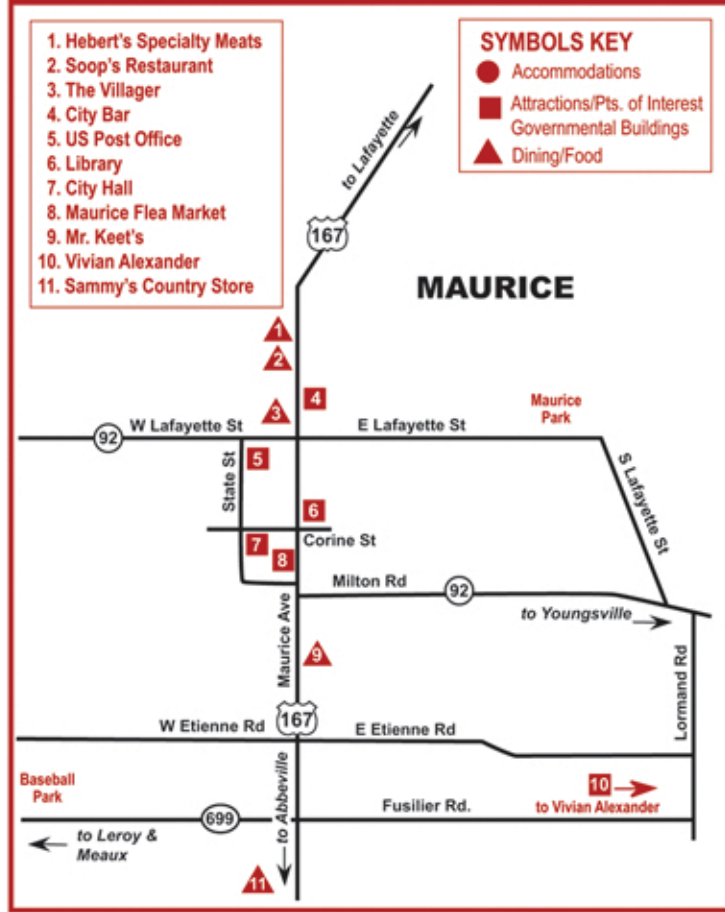 1. Hebert's Specialty Meats
2. Soop's Restaurant
3. The Villager
4. City Bar
5. US Post Office
6. Library
7. City Hall
8. Maurice Flea Market
9. Mr. Keet's
10. Vivian Alexander
11. Sammy's Country Store
SYMBOLS KEY
Accommodations
Attractions/Pts. of Interest
Governmental Buildings
Dining/Food
to Lafayette
167
MAURICE
1
2
3
4
Maurice
Park
92
W Lafayette St
E Lafayette St
S Lafayette St
State St
5
6
Corine St
7
8
Milton Rd
92
to Youngsville
Maurice Ave
9
Lormand Rd
167
W Etienne Rd
E Etienne Rd
Baseball
Park
10
to Vivian Alexander
699
Fusilier Rd.
to Abbeville
to Leroy &
Meaux
11